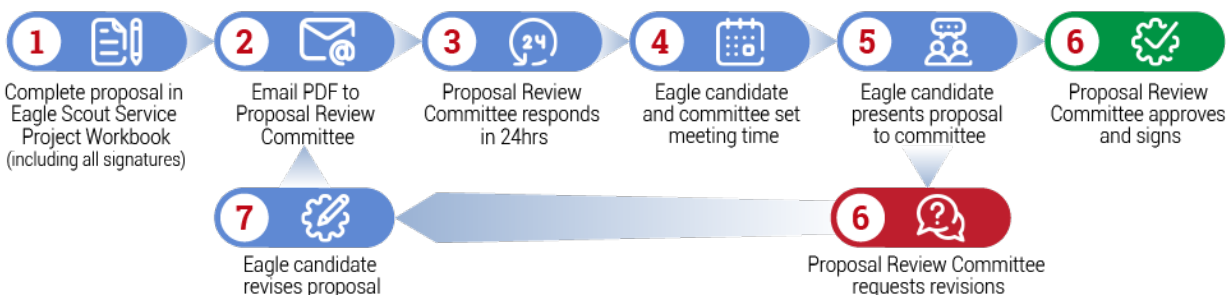 1
Complete proposal in
Eagle Scout Service
Project Workbook
(including all signatures)
2
@
Email PDF to
Proposal Review
Committee
3
24
Proposal Review
Committee responds
in 24hrs
4
Eagle candidate
and committee set
meeting time
5
Eagle candidate
presents proposal
to committee
6
Proposal Review
Committee approves
and signs
7
Eagle candidate
revises proposal
6
?
Proposal Review Committee
requests revisions